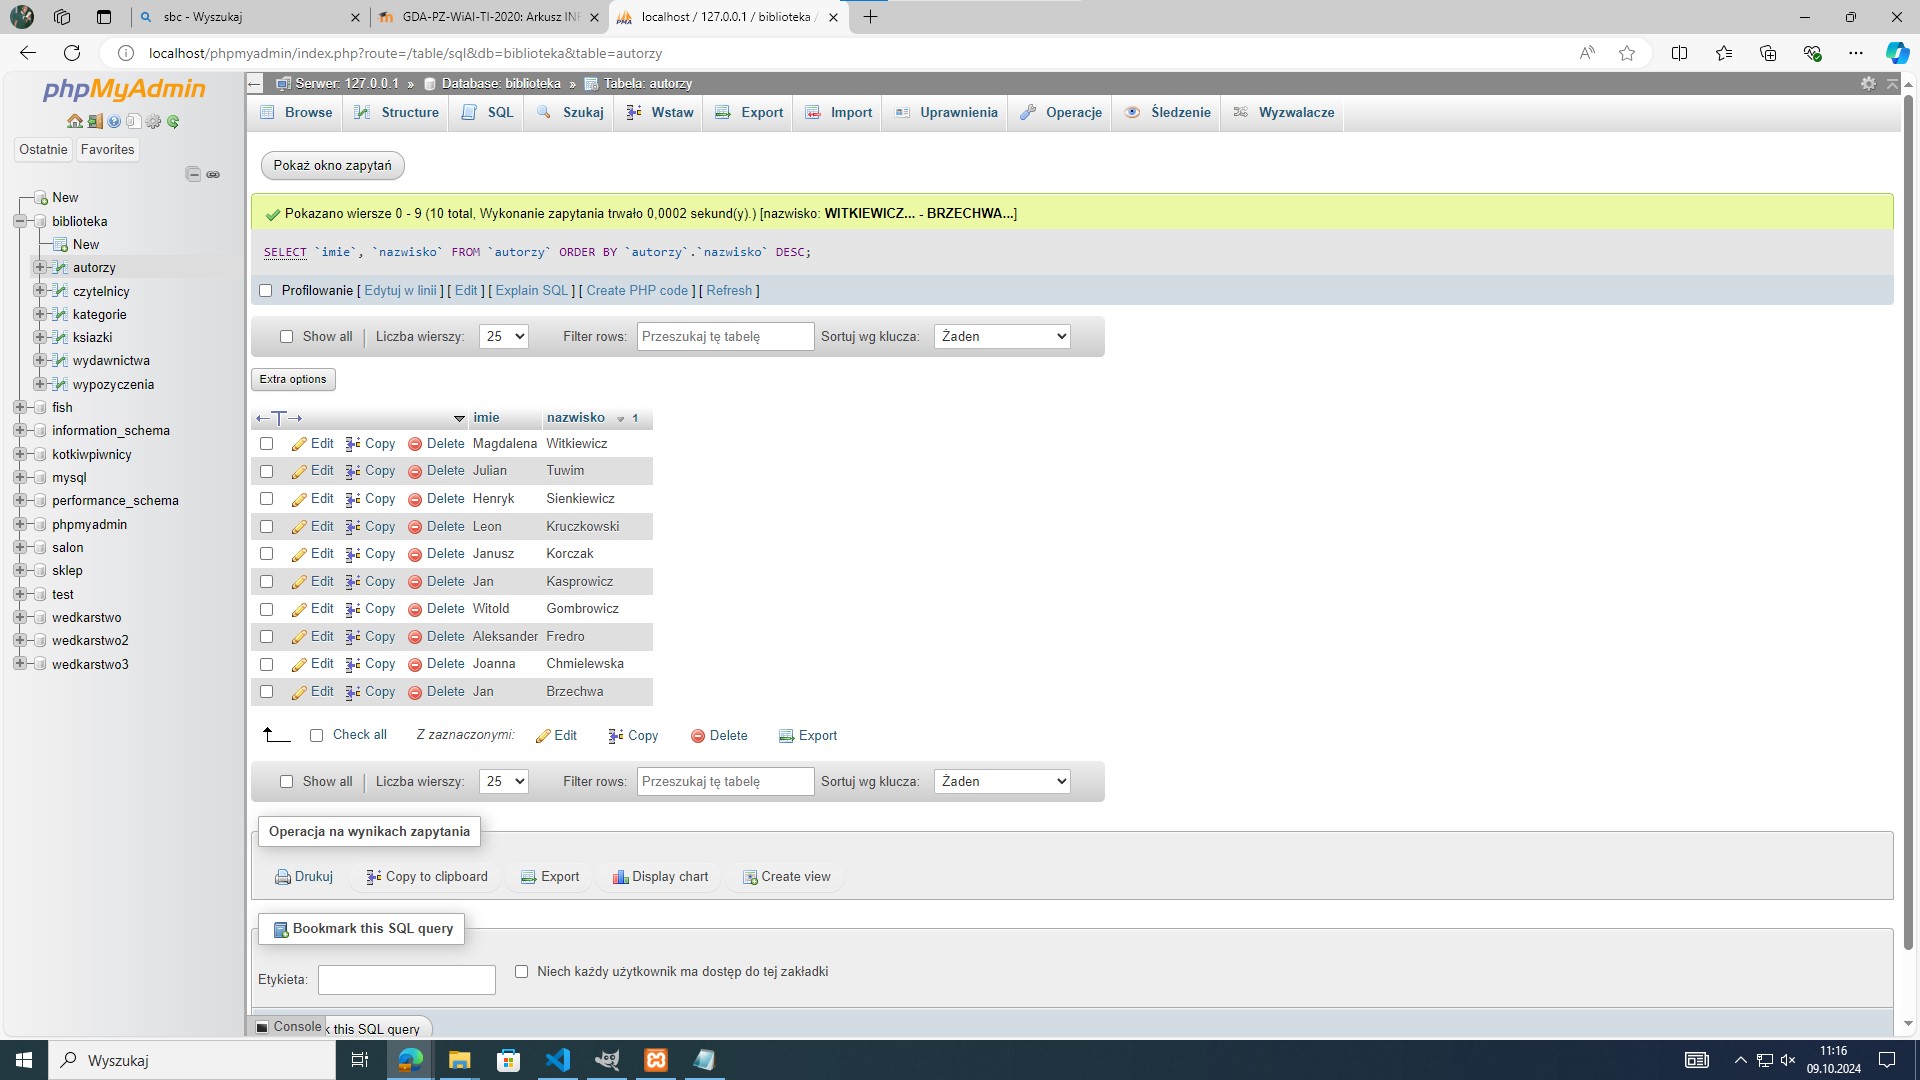 sbc - Wyszukaj
GDA-PZ-WiAI-TI-2020: Arkusz INF
localhost / 127.0.0.1 / biblioteka /
localhost/phpmyadmin/index.php?route=/table/sql&db=biblioteka&table=autorzy
phpMyAdmin
Ostatnie Favorites
New
biblioteka
New
autorzy
czytelnicy
kategorie
ksiazki
wydawnictwa
wypozyczenia
fish
information_schema
kotkiwpiwnicy
mysql
performance_schema
phpmyadmin
salon
sklep
test
wedkarstwo
wedkarstwo2
wedkarstwo3
Serwer: 127.0.0.1 » Database: biblioteka » Tabela: autorzy
Browse Structure SQL Szukaj Wstaw Export Import Uprawnienia Operacje Śledzenie Wyzwalacze
Pokaż okno zapytań
Pokazano wiersze 0 - 9 (10 total, Wykonanie zapytania trwało 0,0002 sekund(y).) [nazwisko: WITKIEWICZ... - BRZECHWA...]
SELECT `imie`, `nazwisko` FROM `autorzy` ORDER BY `autorzy`.`nazwisko` DESC;
Profilowanie [ Edytuj w linii ] [ Edit ] [ Explain SQL ] [ Create PHP code ] [ Refresh ]
Show all Liczba wierszy: 25 Filter rows: Przeszukaj tę tabelę Sortuj wg klucza: Żaden
Extra options
←T→ imie nazwisko 1
Edit Copy Delete Magdalena Witkiewicz
Edit Copy Delete Julian Tuwim
Edit Copy Delete Henryk Sienkiewicz
Edit Copy Delete Leon Kruczkowski
Edit Copy Delete Janusz Korczak
Edit Copy Delete Jan Kasprowicz
Edit Copy Delete Witold Gombrowicz
Edit Copy Delete Aleksander Fredro
Edit Copy Delete Joanna Chmielewska
Edit Copy Delete Jan Brzechwa
Check all Z zaznaczonymi: Edit Copy Delete Export
Show all Liczba wierszy: 25 Filter rows: Przeszukaj tę tabelę Sortuj wg klucza: Żaden
Operacja na wynikach zapytania
Drukuj Copy to clipboard Export Display chart Create view
Bookmark this SQL query
Etykieta: Niech każdy użytkownik ma dostęp do tej zakładki
Console k this SQL query
Wyszukaj
11:16
09.10.2024